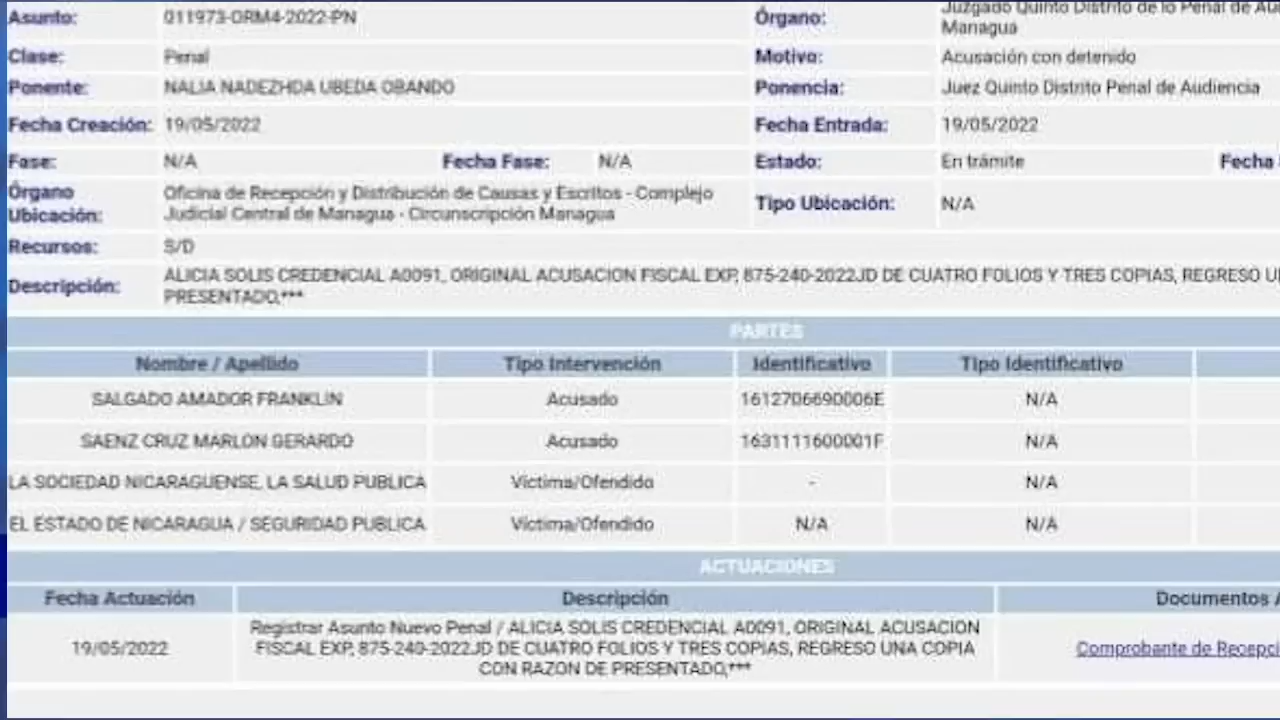 Asunto: 011973-ORM4-2022-PN Órgano: Juzgado Quinto Distrito de lo Penal de Au
Managua
Clase: Penal Motivo: Acusación con detenido
Ponente: NALIA NADEZHDA UBEDA OBANDO Ponencia: Juez Quinto Distrito Penal de Audiencia
Fecha Creación: 19/05/2022 Fecha Entrada: 19/05/2022
Fase: N/A Fecha Fase: N/A Estado: En trámite Fecha
Órgano Ubicación: Oficina de Recepción y Distribución de Causas y Escritos - Complejo
Judicial Central de Managua - Circunscripción Managua Tipo Ubicación: N/A
Recursos: S/D
Descripción: ALICIA SOLIS CREDENCIAL A0091, ORIGINAL ACUSACION FISCAL EXP, 875-240-2022JD DE CUATRO FOLIOS Y TRES COPIAS, REGRESO U
PRESENTADO,***
PARTES
Nombre / Apellido Tipo Intervención Identificativo Tipo Identificativo
SALGADO AMADOR FRANKLIN Acusado 1612706690006E N/A
SAENZ CRUZ MARLON GERARDO Acusado 1631111600001F N/A
LA SOCIEDAD NICARAGUENSE, LA SALUD PUBLICA Víctima/Ofendido - N/A
EL ESTADO DE NICARAGUA / SEGURIDAD PUBLICA Víctima/Ofendido N/A N/A
ACTUACIONES
Fecha Actuación Descripción Documentos A
19/05/2022 Registrar Asunto Nuevo Penal / ALICIA SOLIS CREDENCIAL A0091, ORIGINAL ACUSACION
FISCAL EXP, 875-240-2022JD DE CUATRO FOLIOS Y TRES COPIAS, REGRESO UNA COPIA
CON RAZON DE PRESENTADO,*** Comprobante de Recepci